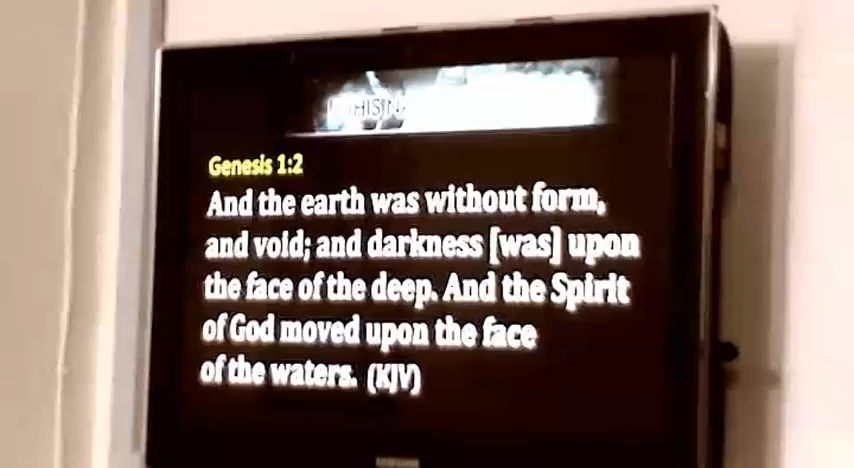 Genesis 1:2
And the earth was without form,
and void; and darkness [was] upon
the face of the deep. And the Spirit
of God moved upon the face
of the waters. (KJV)